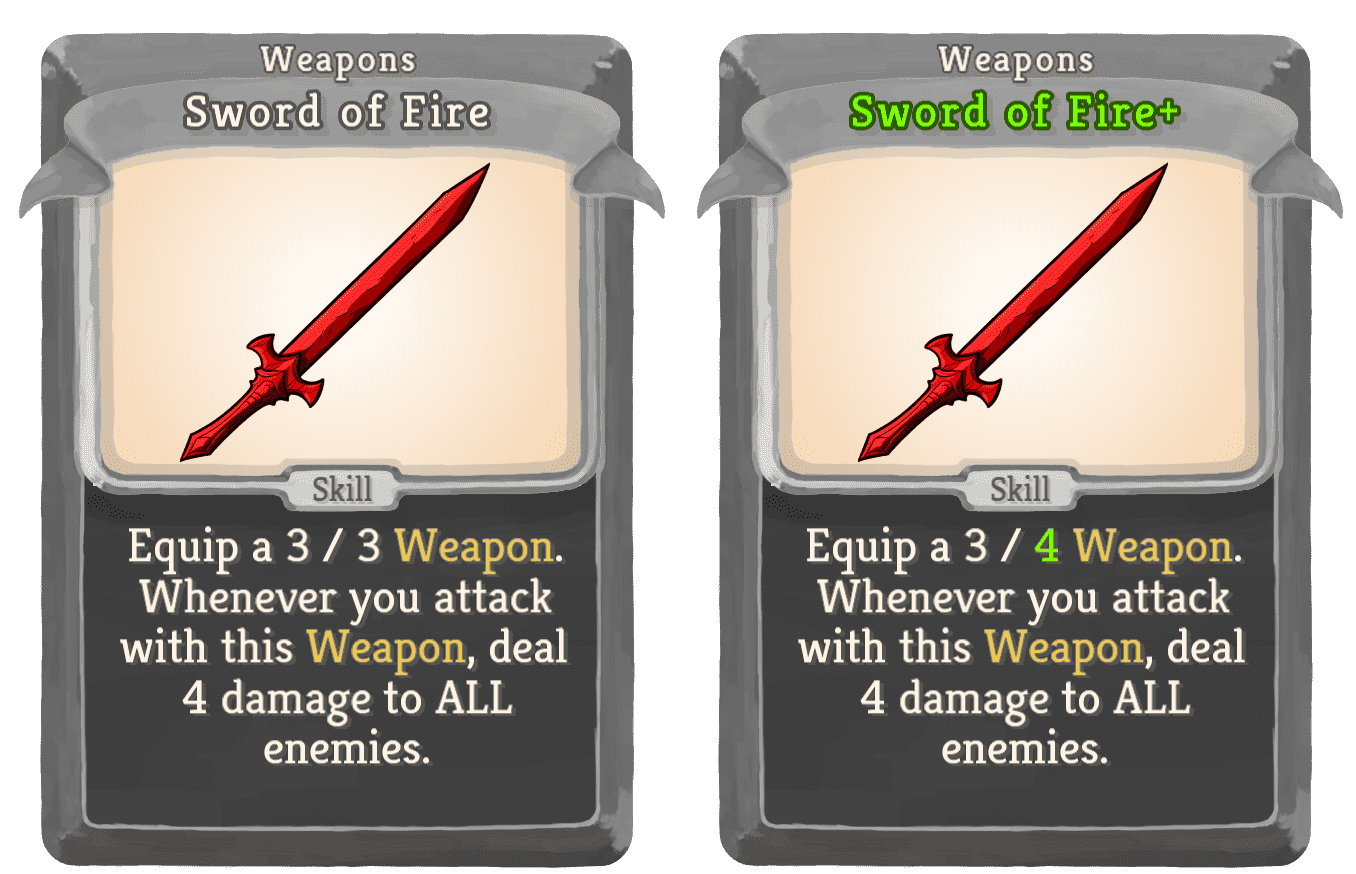 Weapons
Sword of Fire
Skill
Equip a 3 / 3 Weapon.
Whenever you attack
with this Weapon, deal
4 damage to ALL
enemies.
Weapons
Sword of Fire+
Skill
Equip a 3 / 4 Weapon.
Whenever you attack
with this Weapon, deal
4 damage to ALL
enemies.